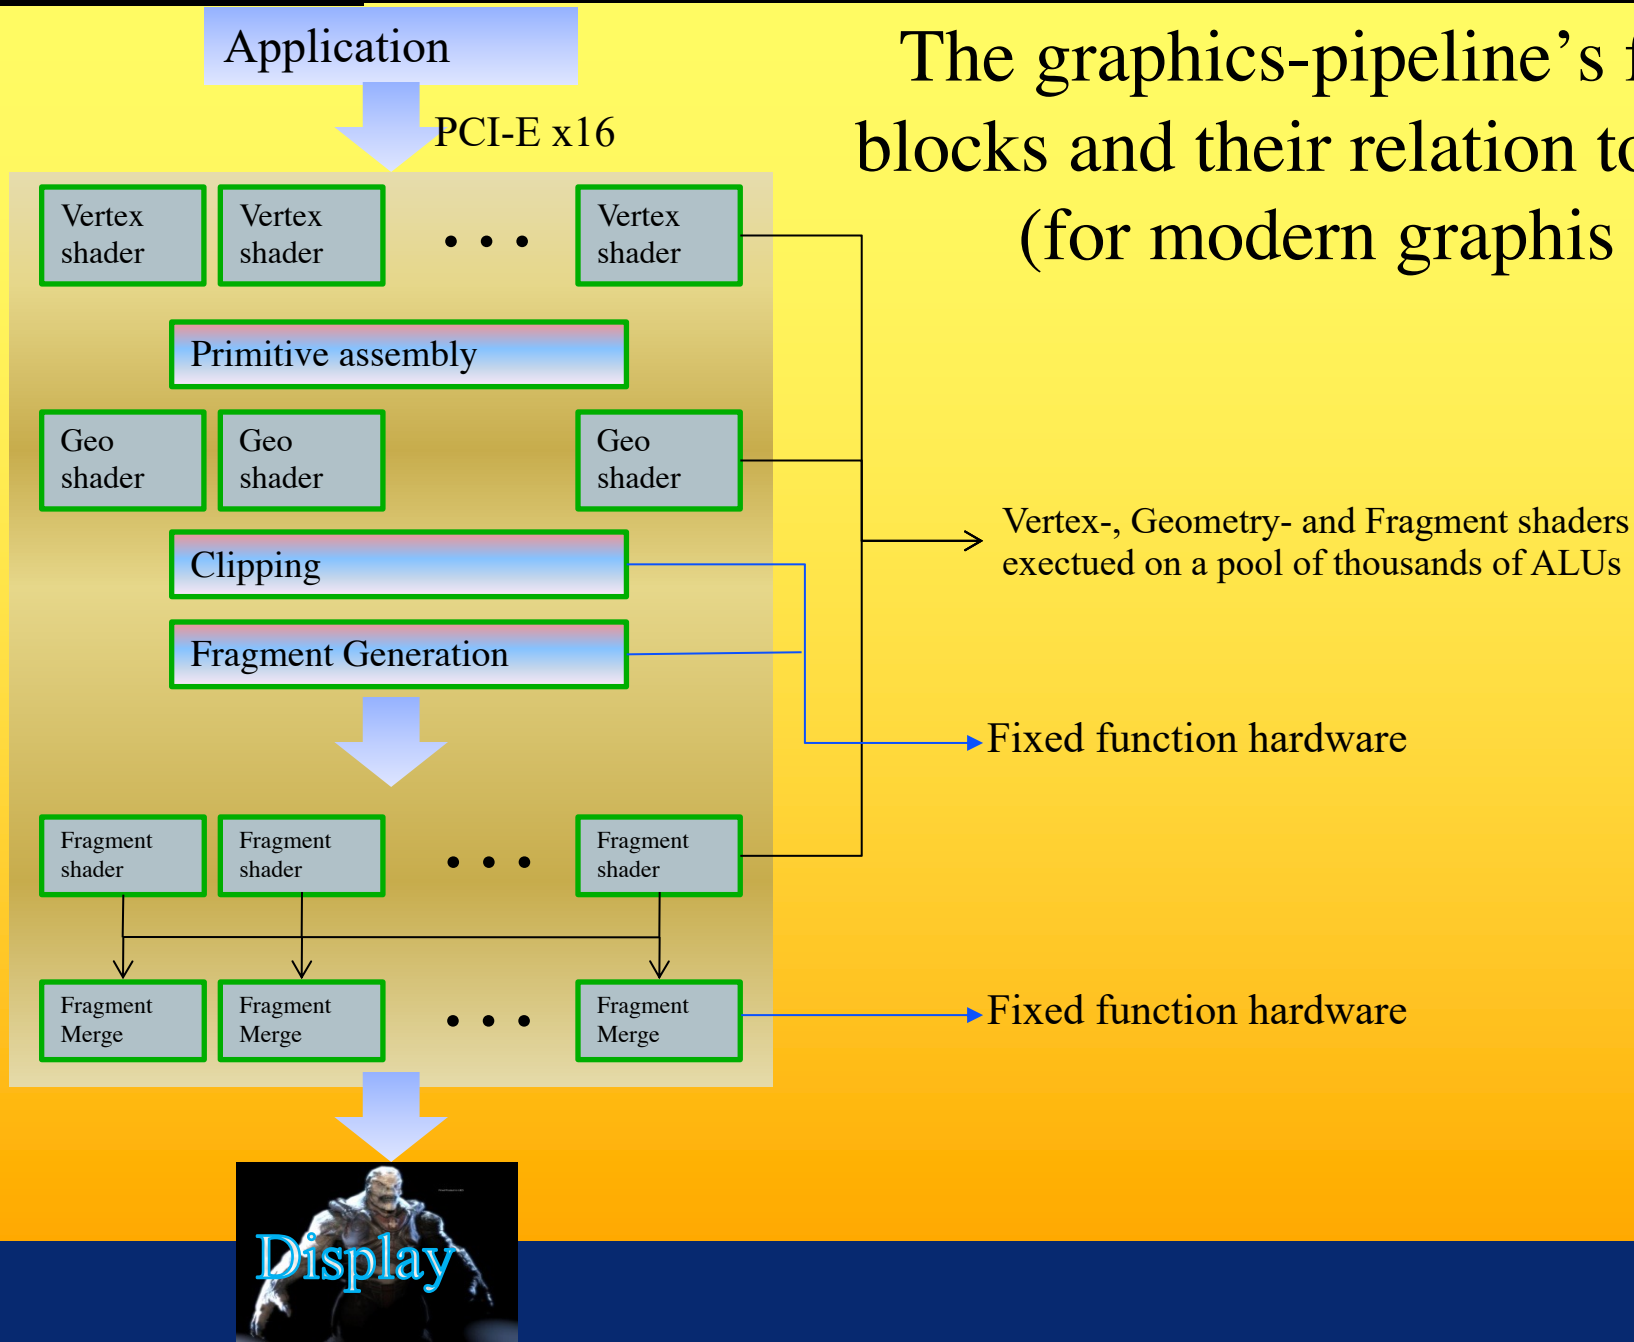 Application
PCI-E x16
The graphics-pipeline’s
blocks and their relation to
(for modern graphis
Vertex
shader
Vertex
shader
• • •
Vertex
shader
Primitive assembly
Geo
shader
Geo
shader
Geo
shader
Clipping
Fragment Generation
Vertex-, Geometry- and Fragment shaders
exectued on a pool of thousands of ALUs
Fixed function hardware
Fragment
shader
Fragment
shader
• • •
Fragment
shader
Fragment
Merge
Fragment
Merge
• • •
Fragment
Merge
Fixed function hardware
Display